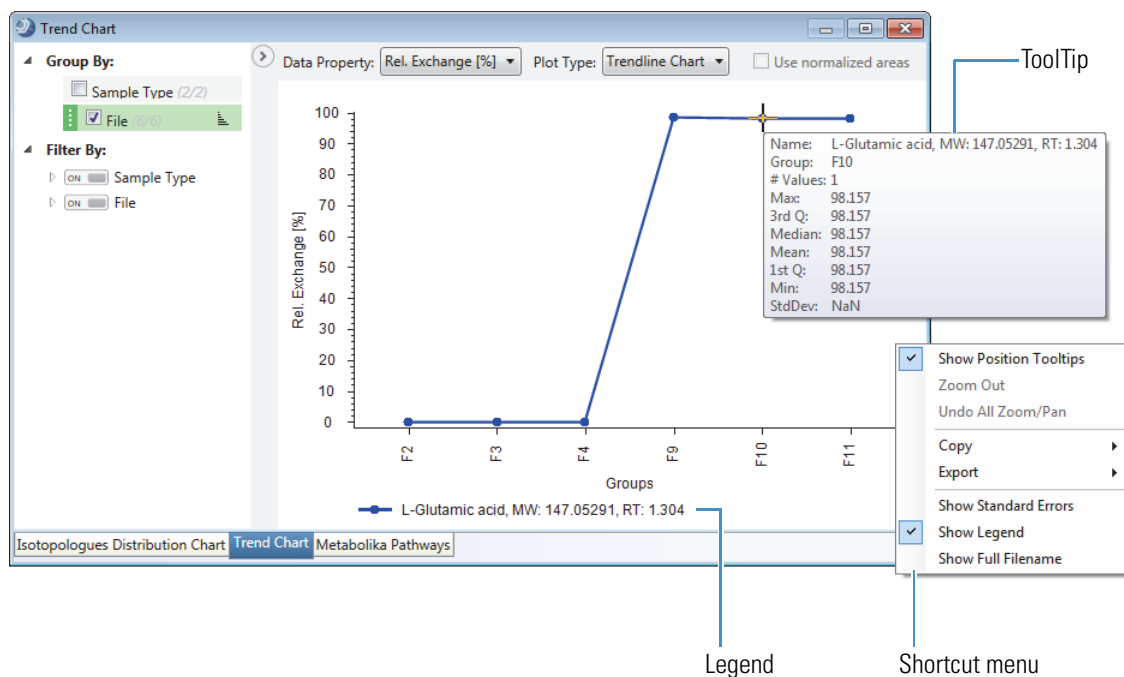 Trend Chart
Group By:
Sample Type (2/2)
File (6/6)
Filter By:
ON Sample Type
ON File
Data Property: Rel. Exchange [%] Plot Type: Trendline Chart Use normalized areas
ToolTip
100
90
80
70
60
50
40
30
20
10
0
Rel. Exchange [%]
F2
F3
F4
F9
F10
F11
Groups
L-Glutamic acid, MW: 147.05291, RT: 1.304
Name: L-Glutamic acid, MW: 147.05291, RT: 1.304
Group: F10
# Values: 1
Max: 98.157
3rd Q: 98.157
Median: 98.157
Mean: 98.157
1st Q: 98.157
Min: 98.157
StdDev: NaN
Show Position Tooltips
Zoom Out
Undo All Zoom/Pan
Copy
Export
Show Standard Errors
Show Legend
Show Full Filename
Isotopologues Distribution Chart Trend Chart Metabolika Pathways
Legend
Shortcut menu